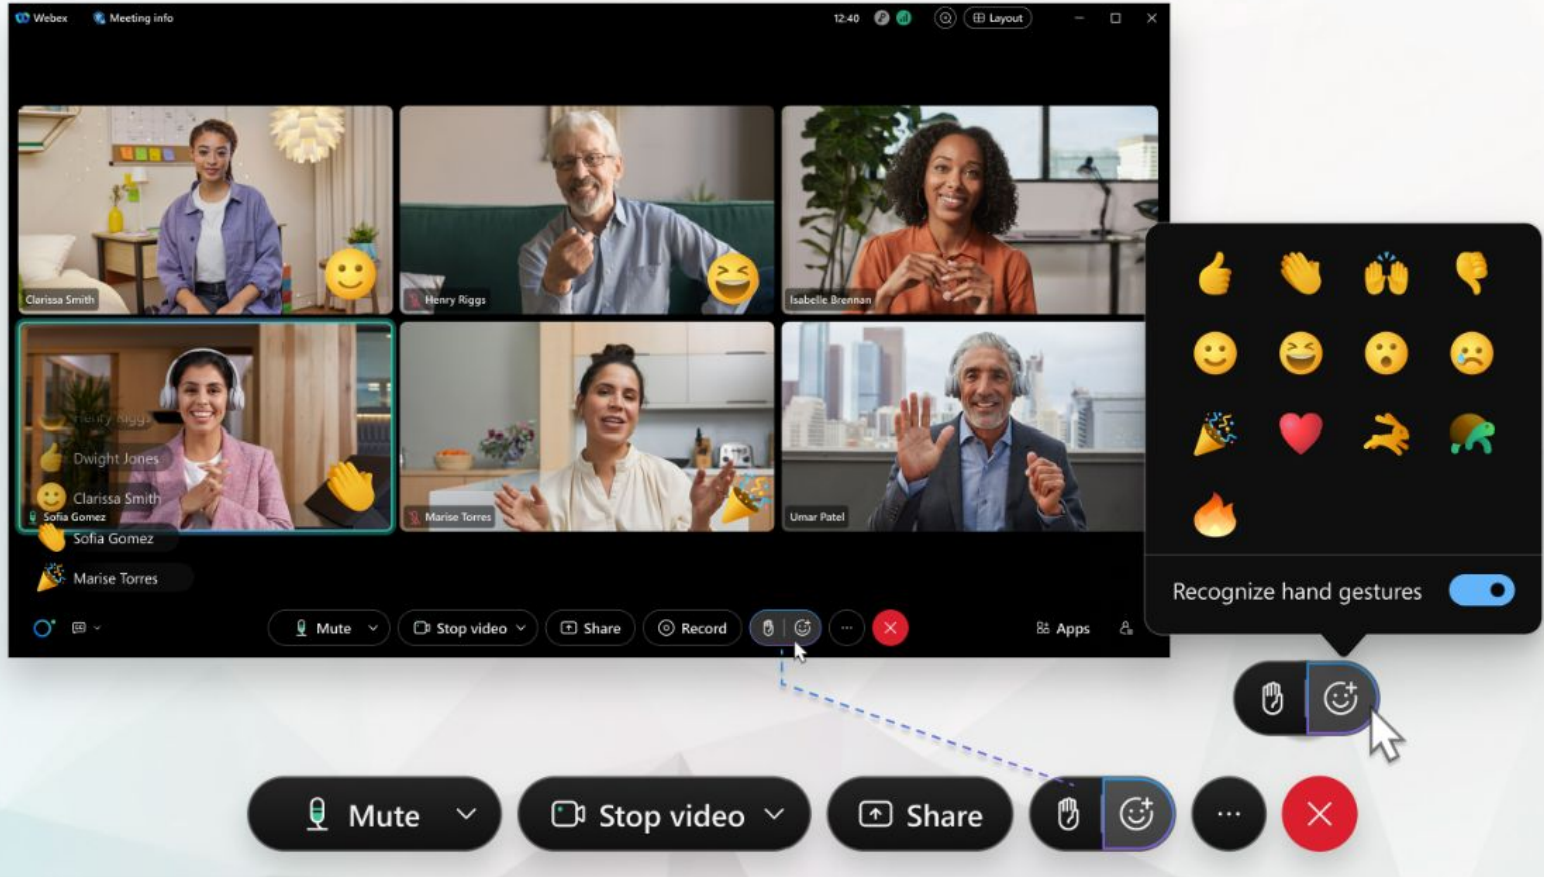 Webex
Meeting info
12:40
Layout
Clarissa Smith
Henry Riggs
Isabelle Brennan
Henry Riggs
Dwight Jones
Clarissa Smith
Sofia Gomez
Sofia Gomez
Marise Torres
Marise Torres
Umar Patel
Mute
Stop video
Share
Record
Apps
Recognize hand gestures
Mute
Stop video
Share